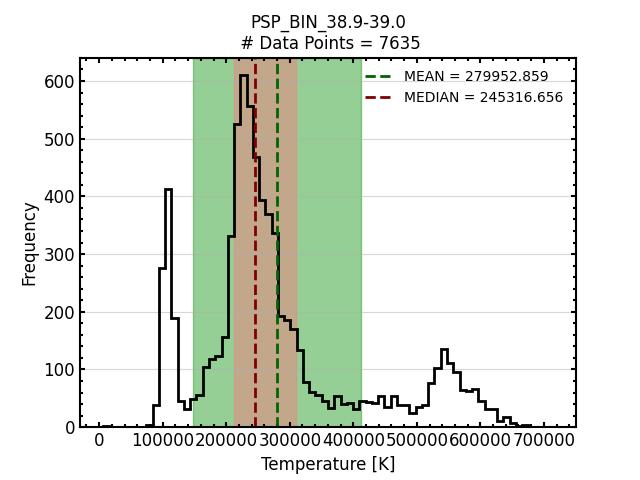 PSP_BIN_38.9-39.0
# Data Points = 7635
MEAN = 279952.859
MEDIAN = 245316.656
Frequency
600
500
400
300
200
100
0
0 100000 200000 300000 400000 500000 600000 700000
Temperature [K]